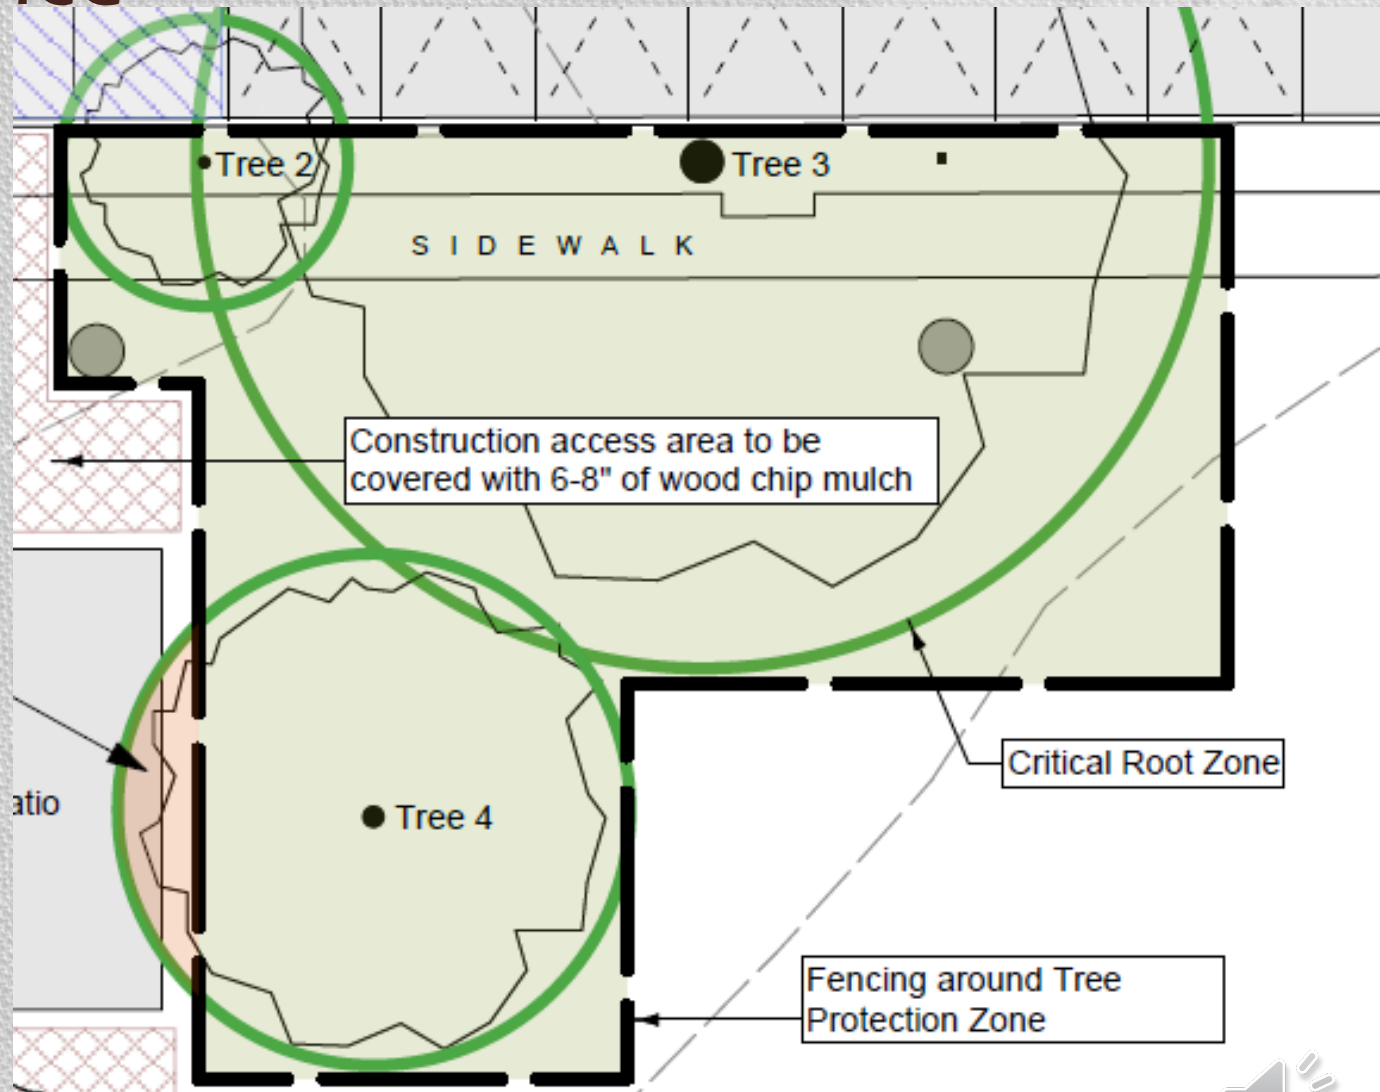 Tree 2
Tree 3
SIDEWALK
Construction access area to be
covered with 6-8" of wood chip mulch
Critical Root Zone
atio
Tree 4
Fencing around Tree
Protection Zone